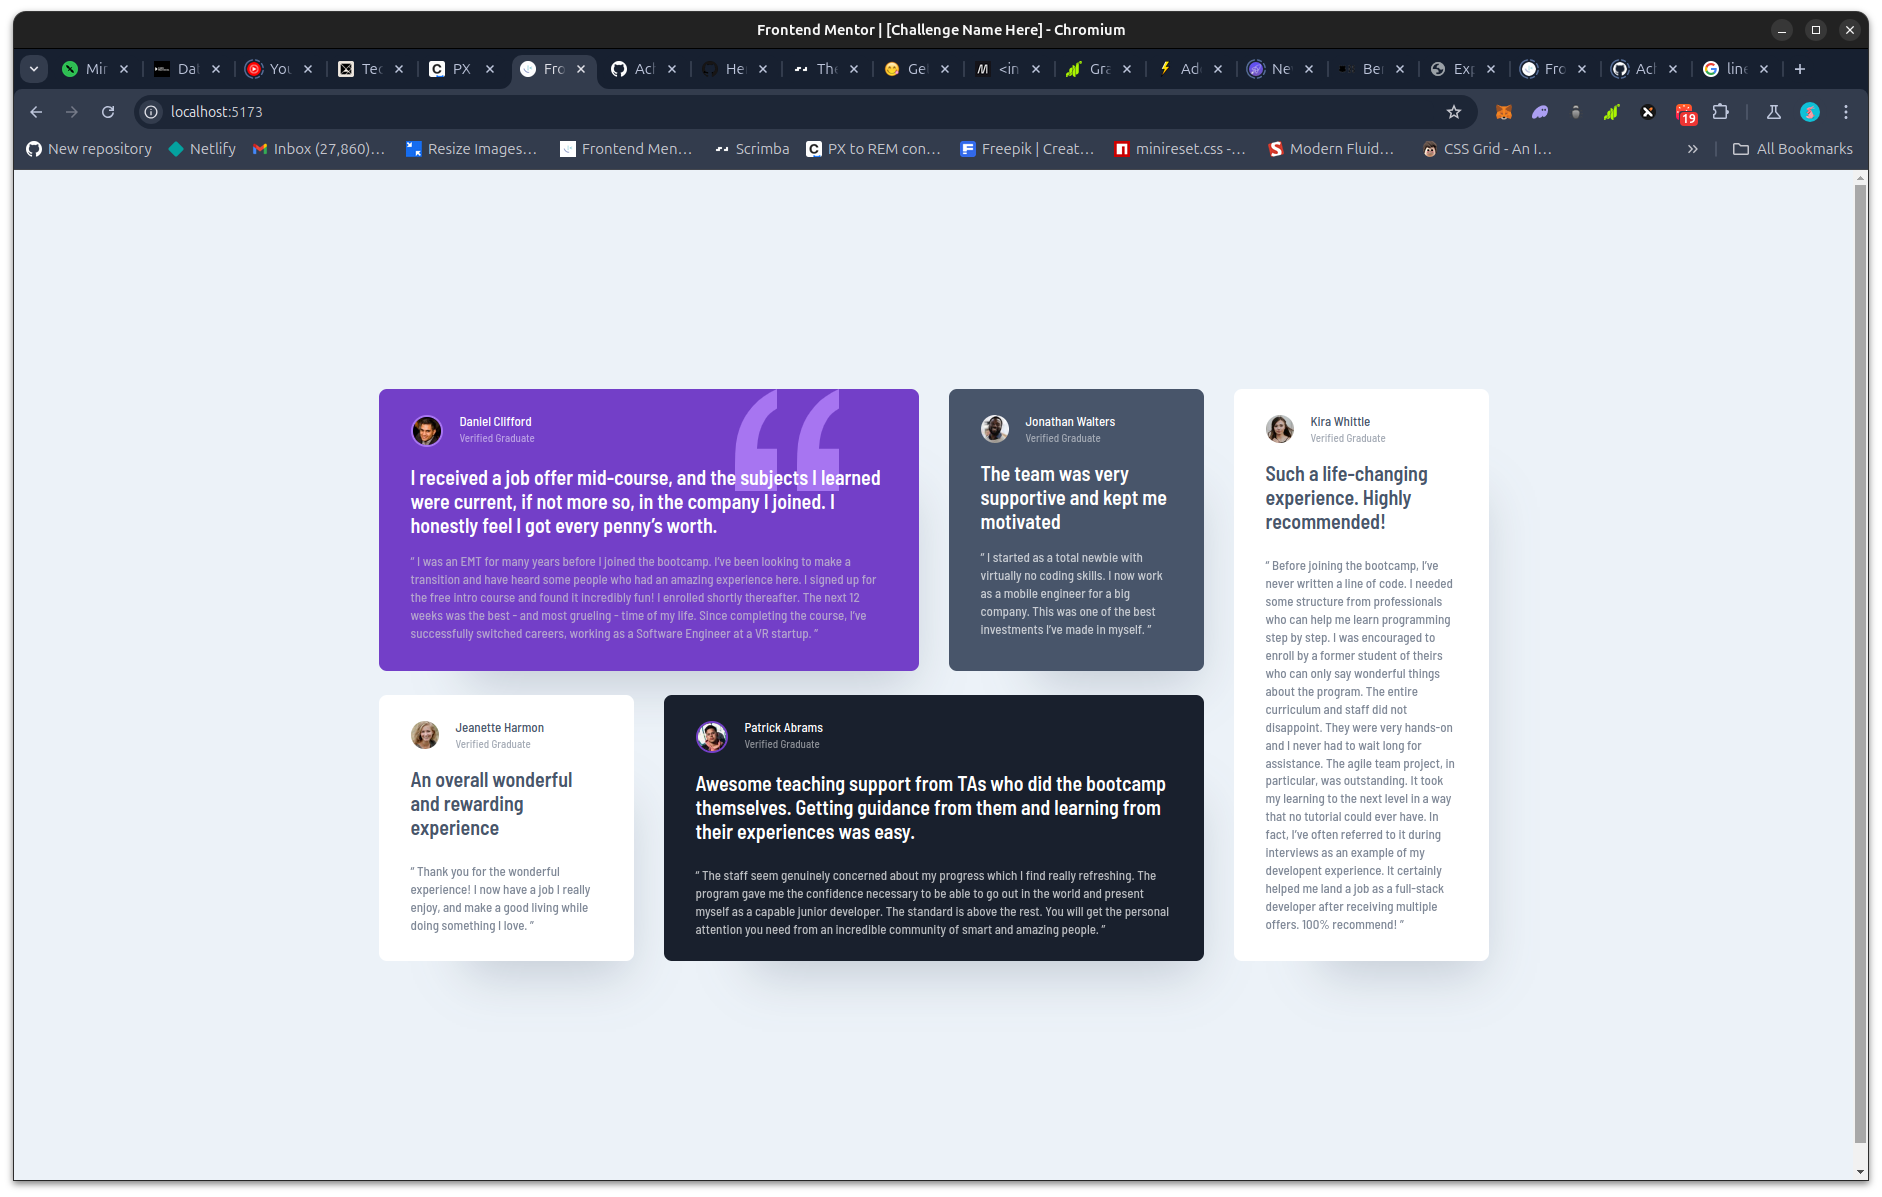 Frontend Mentor | [Challenge Name Here] - Chromium
Mir
Dat
You
Tec
PX
Fro
Ach
He
The
Ge
<in
Gra
Ad
Ne
Ber
Exp
Fro
Ach
line
localhost:5173
19
New repository
Netlify
Inbox (27,860)...
Resize Images...
Frontend Men...
Scrimba
PX to REM con...
Freepik | Creat...
minireset.css -...
Modern Fluid...
CSS Grid - An I...
All Bookmarks
Daniel Clifford
Verified Graduate
I received a job offer mid-course, and the subjects I learned
were current, if not more so, in the company I joined. I
honestly feel I got every penny’s worth.
“ I was an EMT for many years before I joined the bootcamp. I’ve been looking to make a
transition and have heard some people who had an amazing experience here. I signed up for
the free intro course and found it incredibly fun! I enrolled shortly thereafter. The next 12
weeks was the best - and most grueling - time of my life. Since completing the course, I’ve
successfully switched careers, working as a Software Engineer at a VR startup. ”
Jonathan Walters
Verified Graduate
The team was very
supportive and kept me
motivated
“ I started as a total newbie with
virtually no coding skills. I now work
as a mobile engineer for a big
company. This was one of the best
investments I’ve made in myself. ”
Kira Whittle
Verified Graduate
Such a life-changing
experience. Highly
recommended!
“ Before joining the bootcamp, I’ve
never written a line of code. I needed
some structure from professionals
who can help me learn programming
step by step. I was encouraged to
enroll by a former student of theirs
who can only say wonderful things
about the program. The entire
curriculum and staff did not
disappoint. They were very hands-on
and I never had to wait long for
assistance. The agile team project, in
particular, was outstanding. It took
my learning to the next level in a way
that no tutorial could ever have. In
fact, I’ve often referred to it during
interviews as an example of my
developent experience. It certainly
helped me land a job as a full-stack
developer after receiving multiple
offers. 100% recommend! ”
Jeanette Harmon
Verified Graduate
An overall wonderful
and rewarding
experience
“ Thank you for the wonderful
experience! I now have a job I really
enjoy, and make a good living while
doing something I love. ”
Patrick Abrams
Verified Graduate
Awesome teaching support from TAs who did the bootcamp
themselves. Getting guidance from them and learning from
their experiences was easy.
“ The staff seem genuinely concerned about my progress which I find really refreshing. The
program gave me the confidence necessary to be able to go out in the world and present
myself as a capable junior developer. The standard is above the rest. You will get the personal
attention you need from an incredible community of smart and amazing people. ”